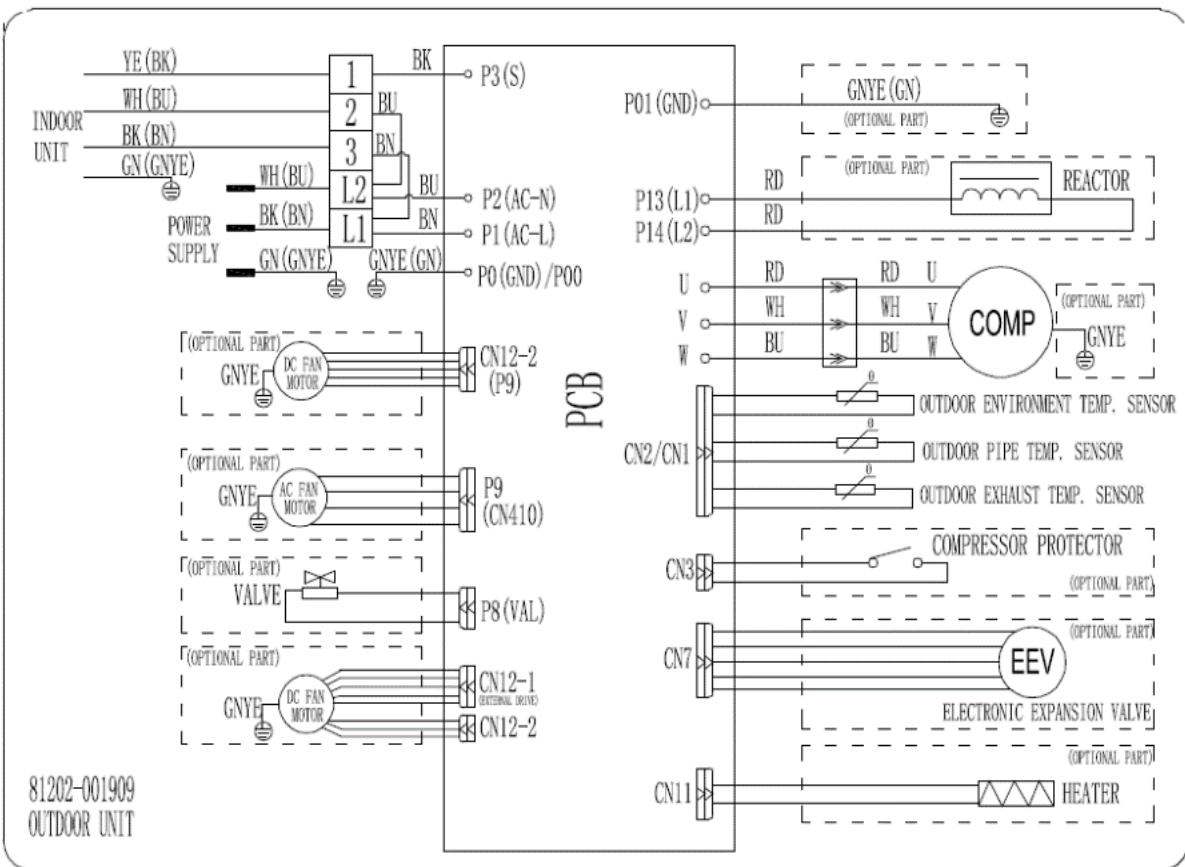 YE(BK)
1
BK
P3(S)
WH(BU)
2
BU
INDOOR
UNIT
BK(BN)
3
BN
GN(GNYE)
WH(BU)
L2
BU
P2(AC-N)
POWER
SUPPLY
BK(BN)
L1
BN
P1(AC-L)
GN(GNYE)
GNYE(GN)
P0(GND)/P00
(OPTIONAL PART)
GNYE
DC FAN
MOTOR
CN12-2
(P9)
(OPTIONAL PART)
GNYE
AC FAN
MOTOR
P9
(CN410)
(OPTIONAL PART)
VALVE
P8(VAL)
(OPTIONAL PART)
GNYE
DC FAN
MOTOR
CN12-1
(EXTERNAL DRIVE)
CN12-2
81202-001909
OUTDOOR UNIT
PCB
P01(GND)
GNYE(GN)
(OPTIONAL PART)
(OPTIONAL PART)
P13(L1)
RD
REACTOR
P14(L2)
RD
U
RD
RD
U
V
WH
WH
V
W
BU
BU
W
COMP
(OPTIONAL PART)
GNYE
CN2/CN1
θ
OUTDOOR ENVIRONMENT TEMP. SENSOR
θ
OUTDOOR PIPE TEMP. SENSOR
θ
OUTDOOR EXHAUST TEMP. SENSOR
CN3
COMPRESSOR PROTECTOR
(OPTIONAL PART)
CN7
(OPTIONAL PART)
EEV
ELECTRONIC EXPANSION VALVE
(OPTIONAL PART)
CN11
HEATER